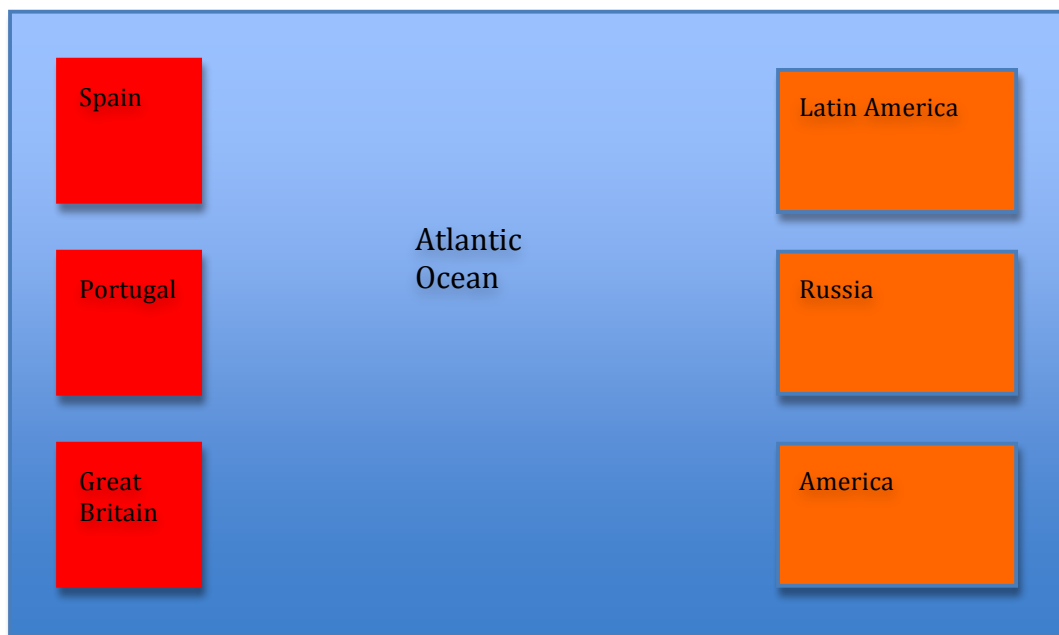 Spain
Latin America
Atlantic
Ocean
Portugal
Russia
Great
Britain
America